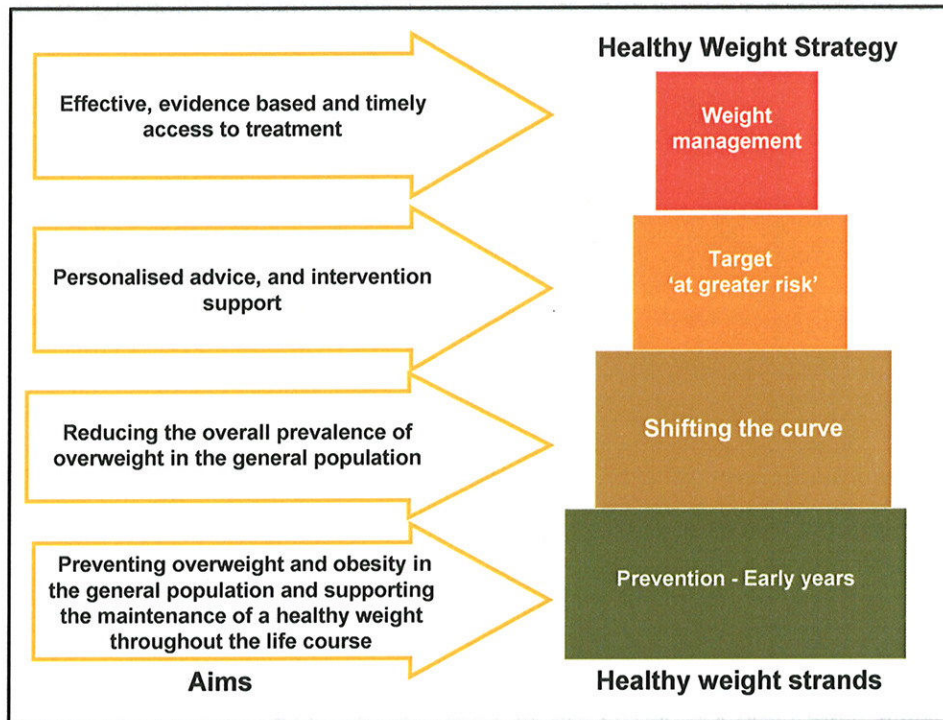 Healthy Weight Strategy
Effective, evidence based and timely
access to treatment
Weight
management
Personalised advice, and intervention
support
Target
‘at greater risk’
Reducing the overall prevalence of
overweight in the general population
Shifting the curve
Preventing overweight and obesity in
the general population and supporting
the maintenance of a healthy weight
throughout the life course
Prevention - Early years
Aims
Healthy weight strands